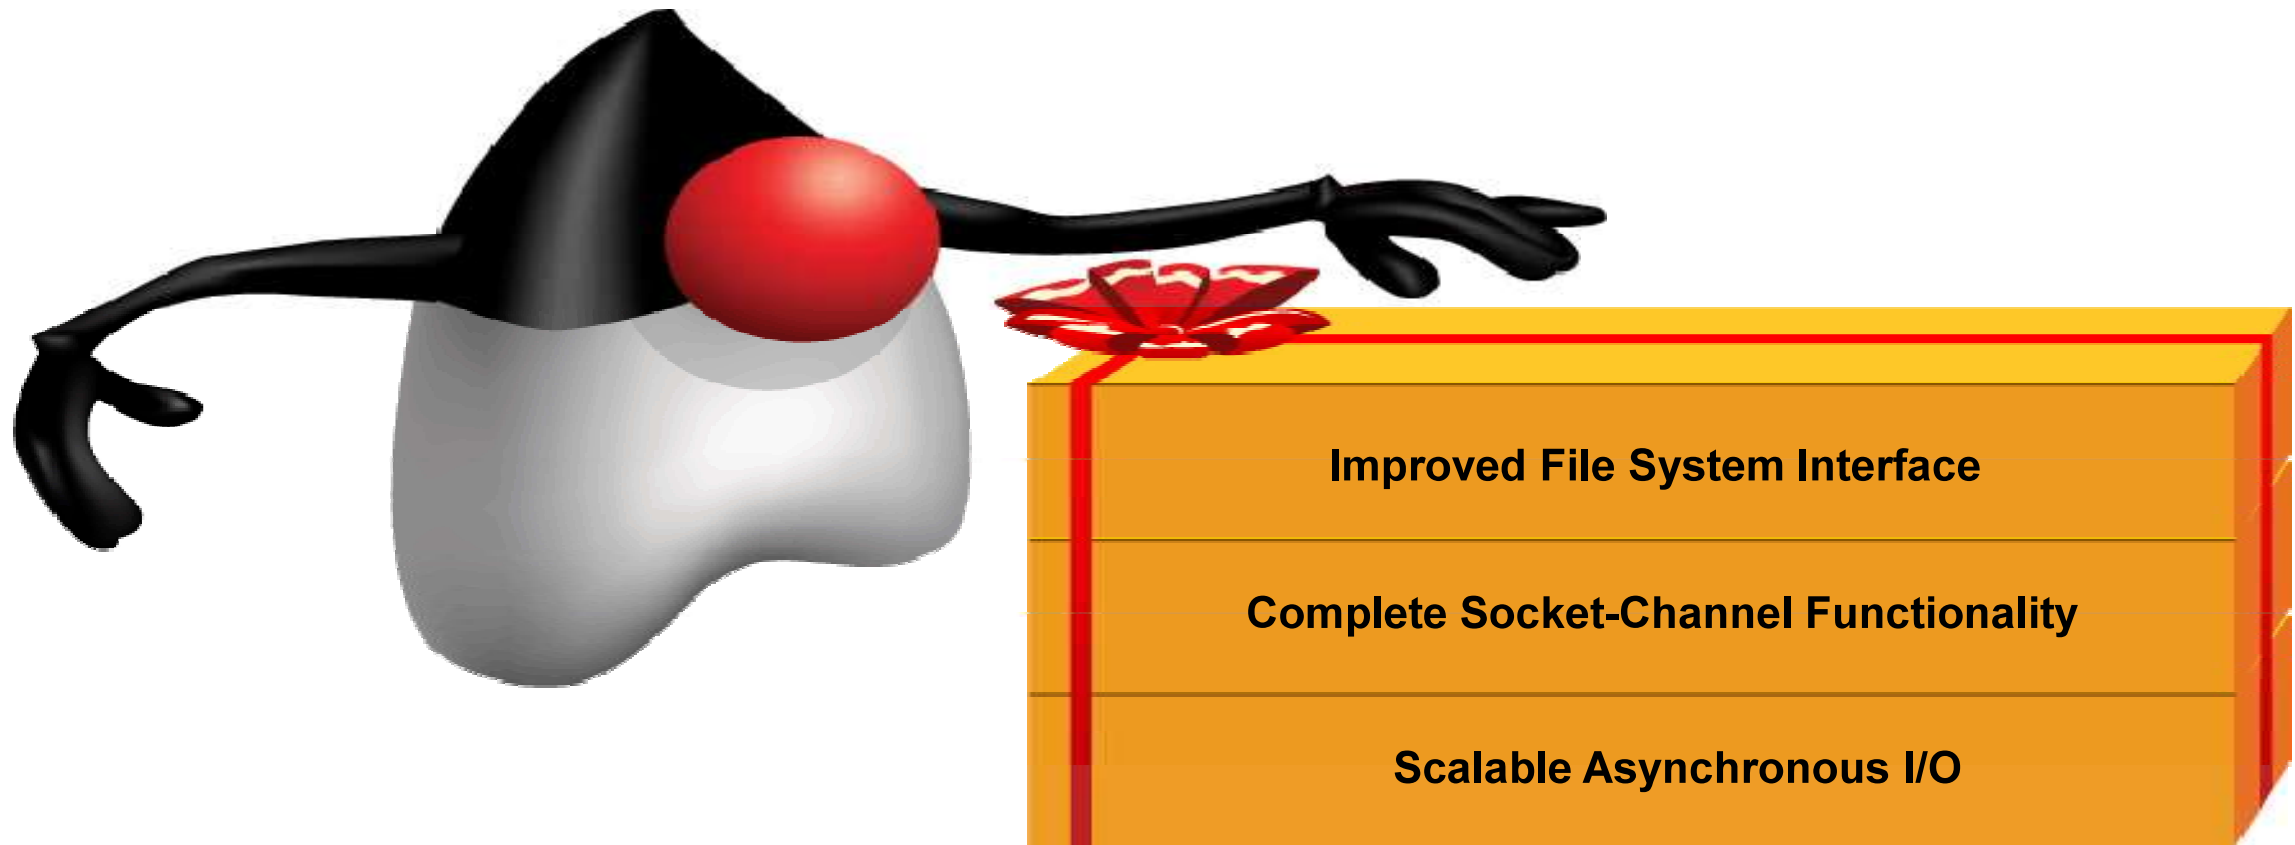 Improved File System Interface
Complete Socket-Channel Functionality
Scalable Asynchronous I/O